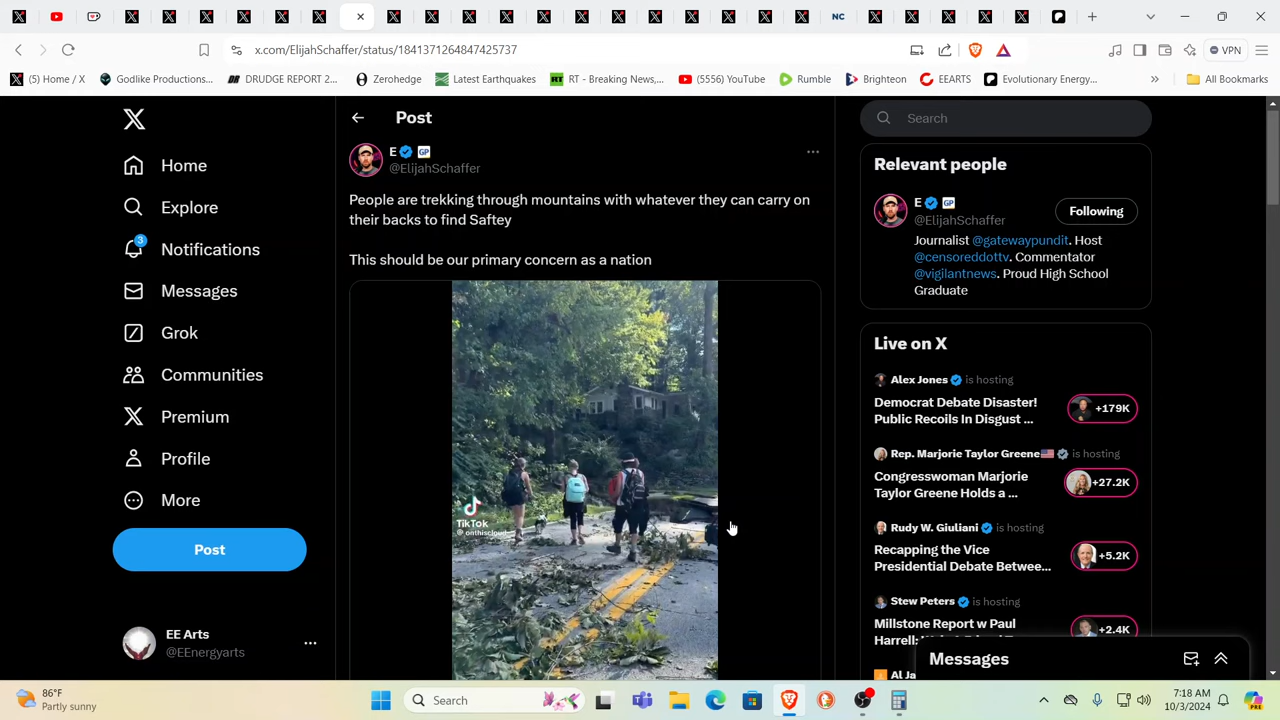 NC
x.com/ElijahSchaffer/status/1841371264847425737
VPN
(5) Home / X
Godlike Productions...
DRUDGE REPORT 2...
Zerohedge
Latest Earthquakes
RT - Breaking News,...
(5556) YouTube
Rumble
Brighteon
EEARTS
Evolutionary Energy...
All Bookmarks
Home
Explore
3
Notifications
Messages
Grok
Communities
Premium
Profile
More
Post
EE Arts
@EEnergyarts
Post
E GP
@ElijahSchaffer
People are trekking through mountains with whatever they can carry on
their backs to find Saftey
This should be our primary concern as a nation
TikTok
@onthiscloud
Search
Relevant people
E GP
@ElijahSchaffer
Following
Journalist @gatewaypundit. Host
@censoreddottv. Commentator
@vigilantnews. Proud High School
Graduate
Live on X
Alex Jones is hosting
Democrat Debate Disaster!
Public Recoils In Disgust ...
+179K
Rep. Marjorie Taylor Greene is hosting
Congresswoman Marjorie
Taylor Greene Holds a ...
+27.2K
Rudy W. Giuliani is hosting
Recapping the Vice
Presidential Debate Betwee...
+5.2K
Stew Peters is hosting
Millstone Report w Paul
+2.4K
Messages
86°F
Partly sunny
Search
7:18 AM
10/3/2024
PRE